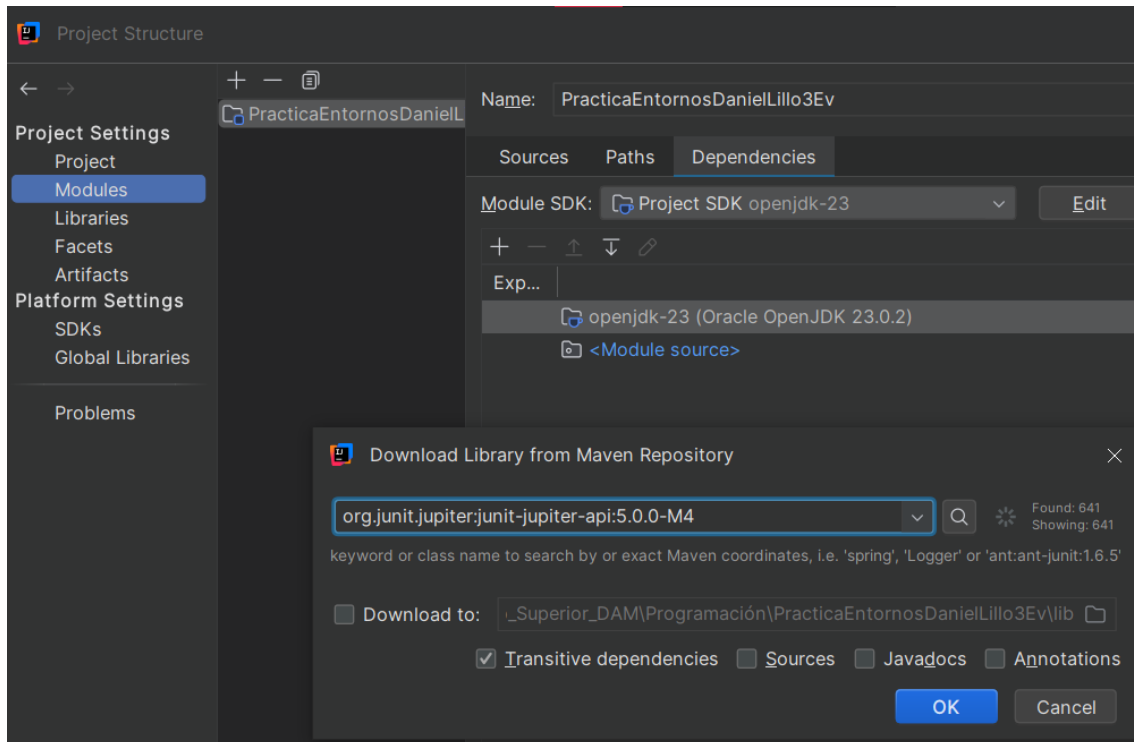 Project Structure
Project Settings
Project
Modules
Libraries
Facets
Artifacts
Platform Settings
SDKs
Global Libraries
Problems
PracticaEntornosDanielL
Name: PracticaEntornosDanielLillo3Ev
Sources Paths Dependencies
Module SDK: Project SDK openjdk-23 Edit
Exp...
openjdk-23 (Oracle OpenJDK 23.0.2)
<Module source>
Download Library from Maven Repository
org.junit.jupiter:junit-jupiter-api:5.0.0-M4
Found: 641
Showing: 641
keyword or class name to search by or exact Maven coordinates, i.e. 'spring', 'Logger' or 'ant:ant-junit:1.6.5'
Download to: _Superior_DAM\Programación\PracticaEntornosDanielLillo3Ev\lib
Transitive dependencies Sources Javadocs Annotations
OK Cancel